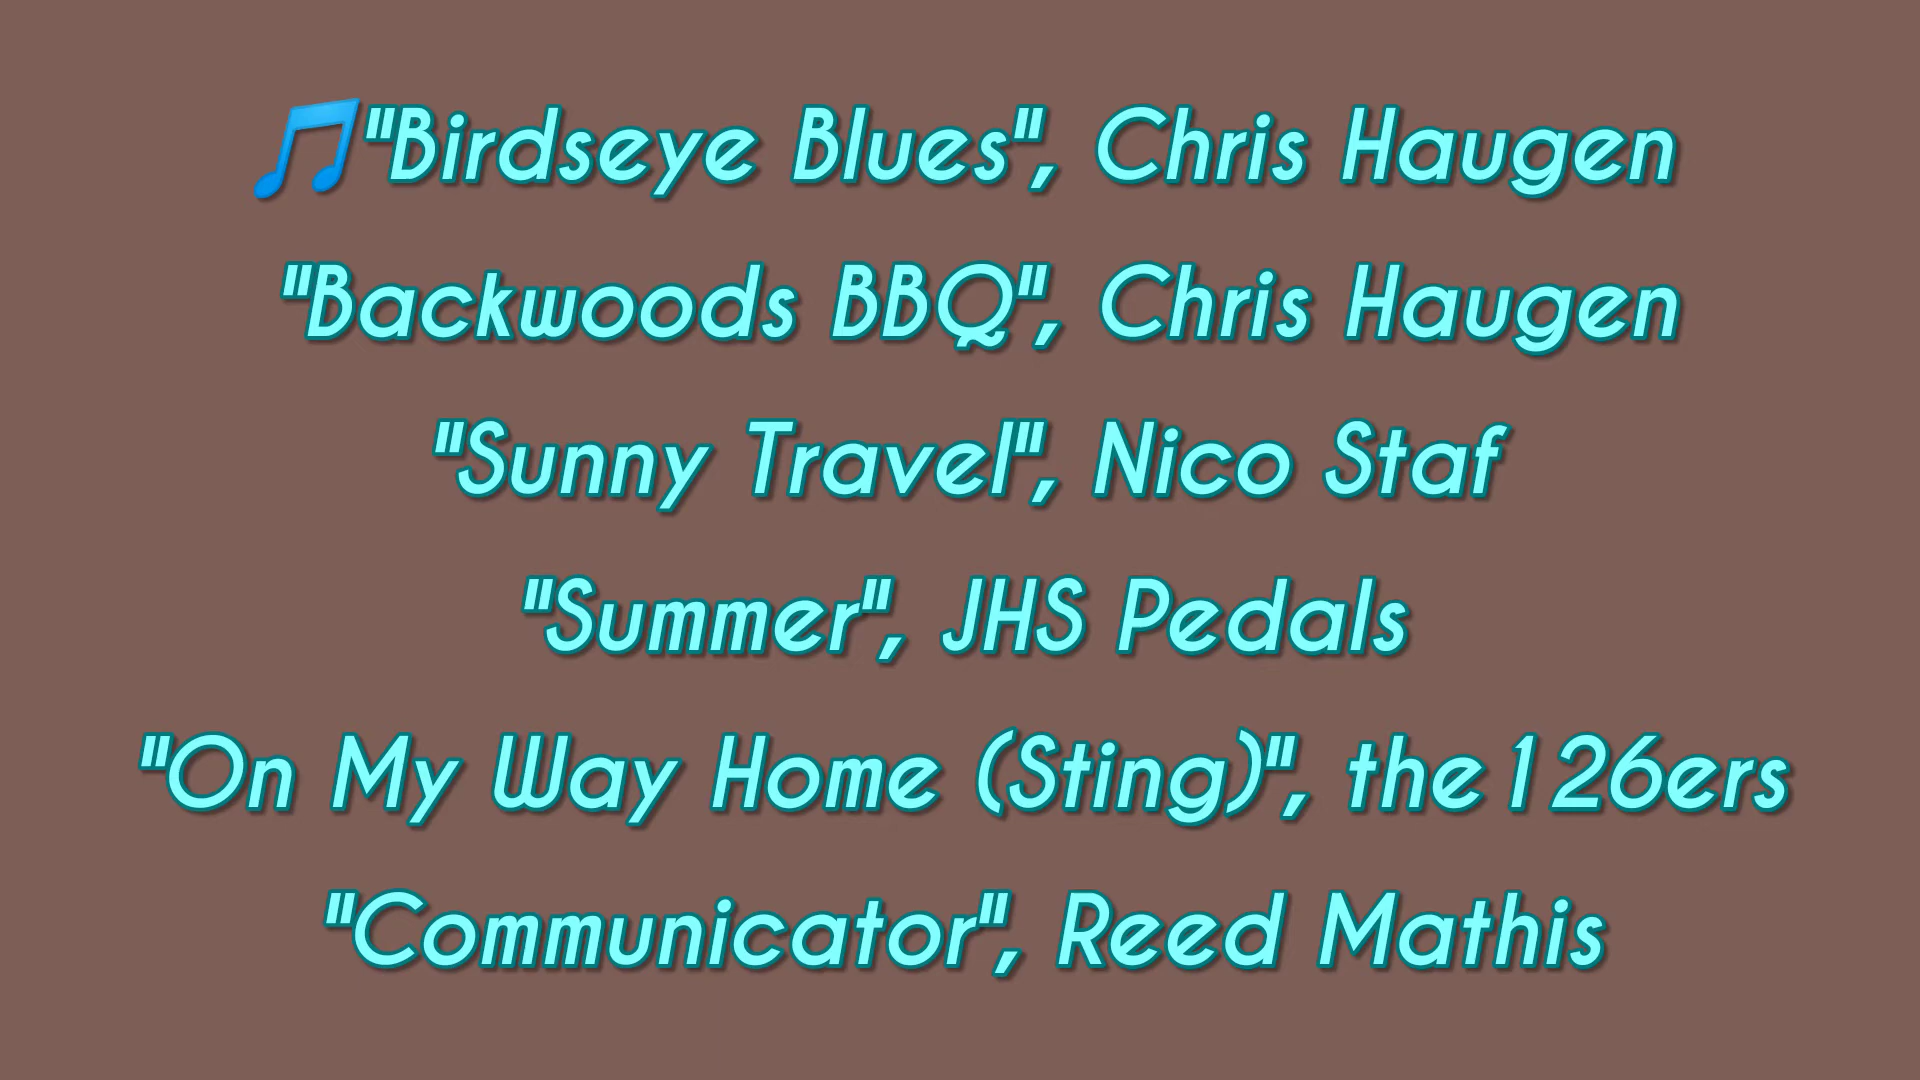 🎵"Birdseye Blues", Chris Haugen
"Backwoods BBQ", Chris Haugen
"Sunny Travel", Nico Staf
"Summer", JHS Pedals
"On My Way Home (Sting)", the126ers
"Communicator", Reed Mathis